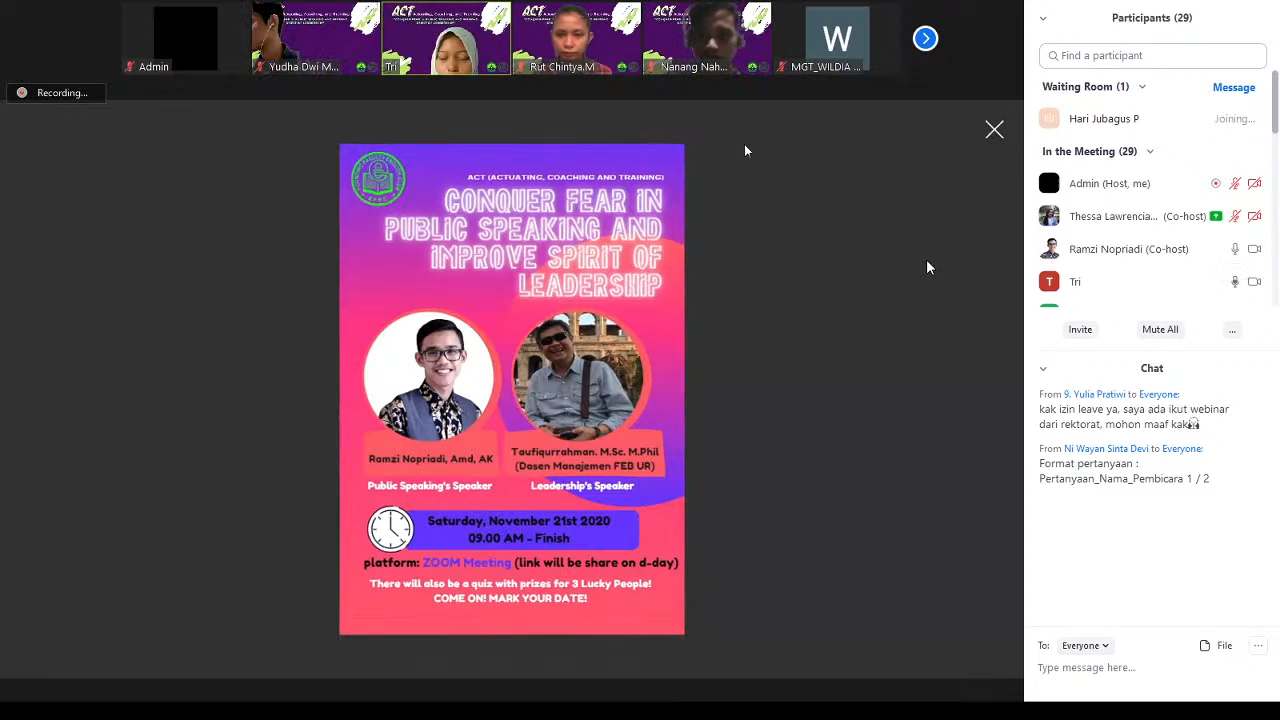 Admin
Yudha Dwi M...
Tri
Rut Chintya.M
Nanang Nah...
W
MGT_WILDIA ...
Recording...
ACT (ACTUATING, COACHING AND TRAINING)
CONQUER FEAR IN
PUBLIC SPEAKING AND
IMPROVE SPIRIT OF
LEADERSHIP
Ramzi Nopriadi, Amd, AK
Public Speaking's Speaker
Taufiqurrahman. M.Sc. M.Phil
(Dosen Manajemen FEB UR)
Leadership's Speaker
Saturday, November 21st 2020
09.00 AM - Finish
platform: ZOOM Meeting (link will be share on d-day)
There will also be a quiz with prizes for 3 Lucky People!
COME ON! MARK YOUR DATE!
Participants (29)
Find a participant
Waiting Room (1) Message
HJ Hari Jubagus P Joining...
In the Meeting (29)
Admin (Host, me)
Thessa Lawrencia... (Co-host)
Ramzi Nopriadi (Co-host)
T Tri
Invite Mute All ...
Chat
From 9. Yulia Pratiwi to Everyone:
kak izin leave ya, saya ada ikut webinar
dari rektorat, mohon maaf kak
From Ni Wayan Sinta Devi to Everyone:
Format pertanyaan :
Pertanyaan_Nama_Pembicara 1 / 2
To: Everyone File ...
Type message here...